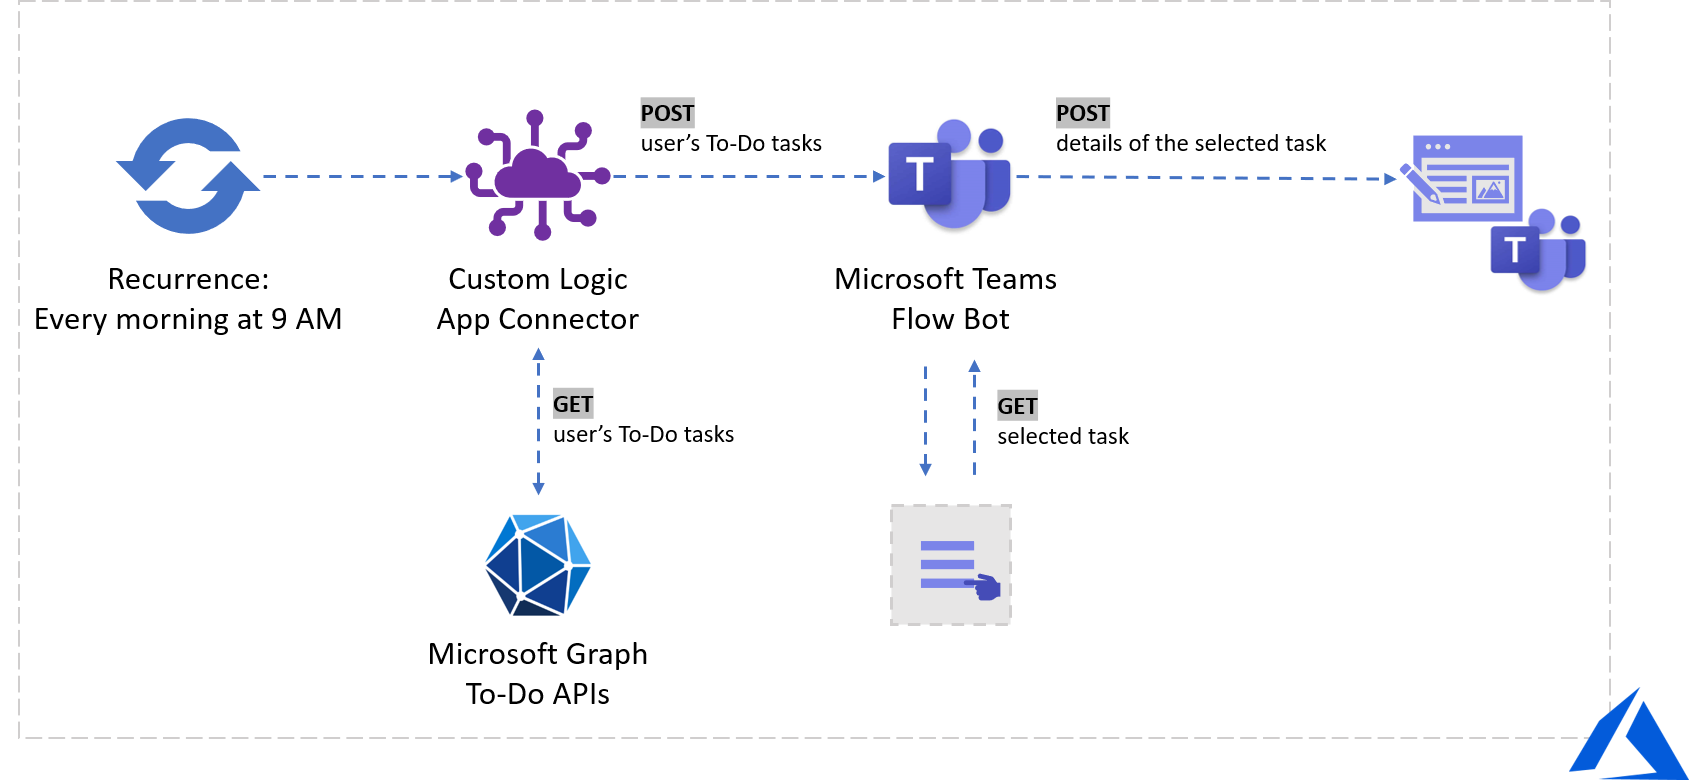 Recurrence:
Every morning at 9 AM
Custom Logic
App Connector
POST
user's To-Do tasks
T
Microsoft Teams
Flow Bot
POST
details of the selected task
T
GET
user's To-Do tasks
GET
selected task
Microsoft Graph
To-Do APIs